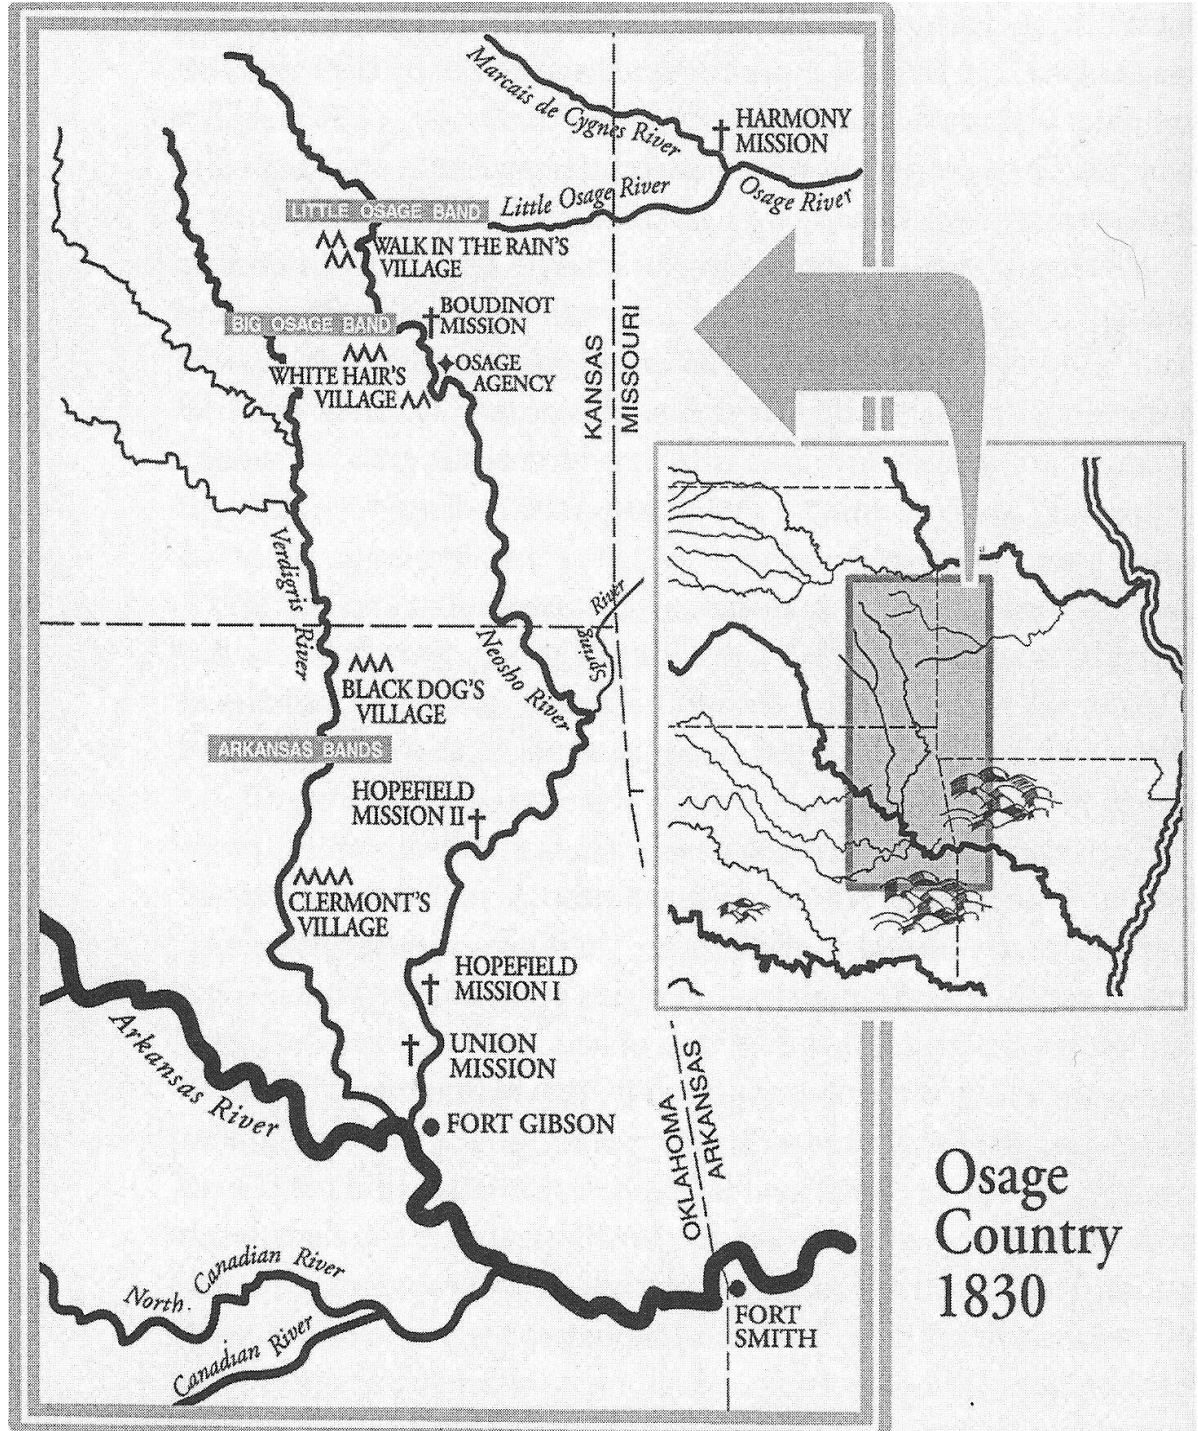 Marcais de Cygnes River
HARMONY
MISSION
Little Osage River
Osage River
LITTLE OSAGE BAND
WALK IN THE RAIN'S
VILLAGE
BIG OSAGE BAND
BOUDINOT
MISSION
OSAGE
AGENCY
WHITE HAIR'S
VILLAGE
KANSAS
MISSOURI
Verdigris River
Neosho River
Spring River
BLACK DOG'S
VILLAGE
ARKANSAS BANDS
HOPEFIELD
MISSION II
CLERMONT'S
VILLAGE
HOPEFIELD
MISSION I
UNION
MISSION
Arkansas River
FORT GIBSON
OKLAHOMA
ARKANSAS
North Canadian River
Canadian River
FORT
SMITH
Osage
Country
1830